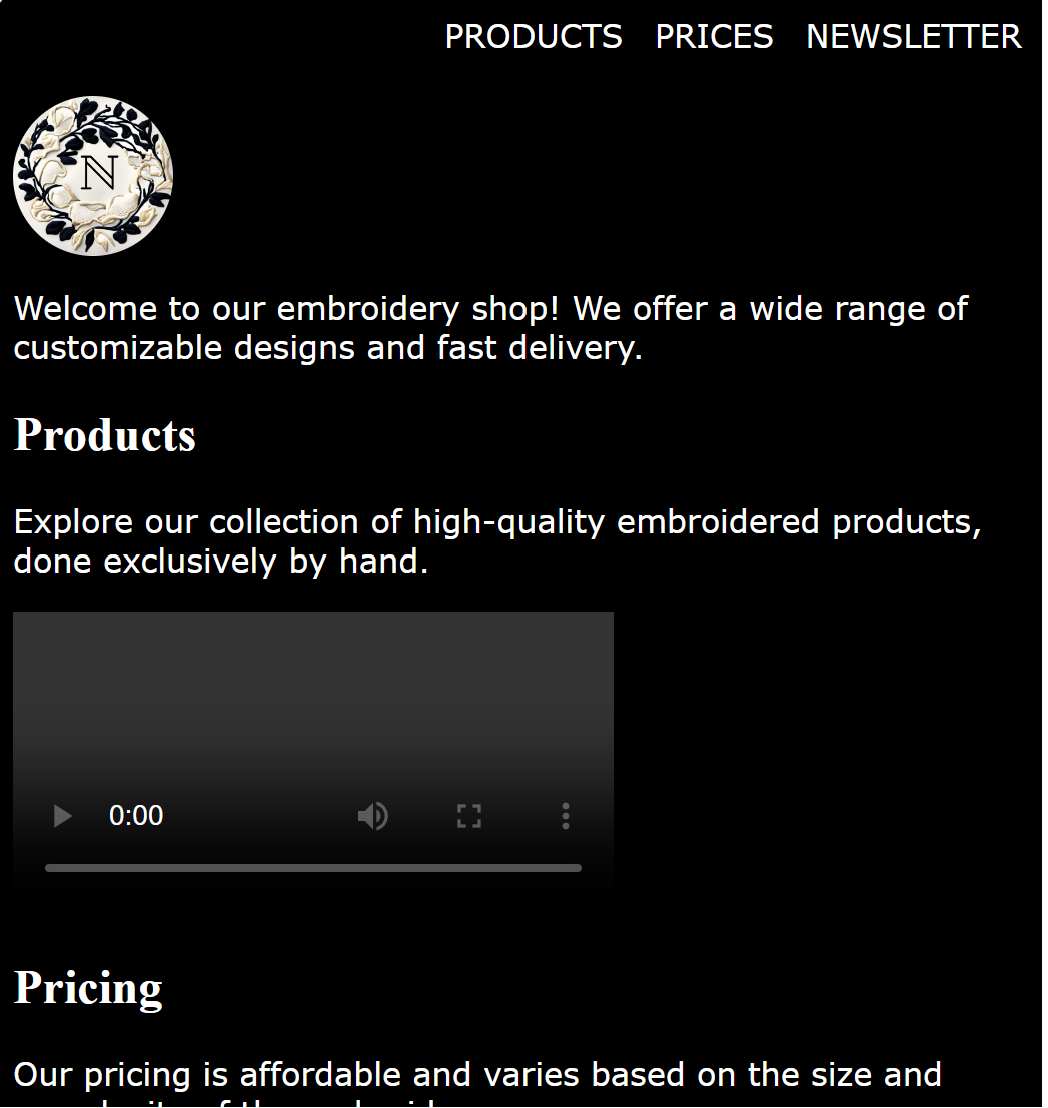 PRODUCTS PRICES NEWSLETTER
N
Welcome to our embroidery shop! We offer a wide range of
customizable designs and fast delivery.
Products
Explore our collection of high-quality embroidered products,
done exclusively by hand.
0:00
Pricing
Our pricing is affordable and varies based on the size and